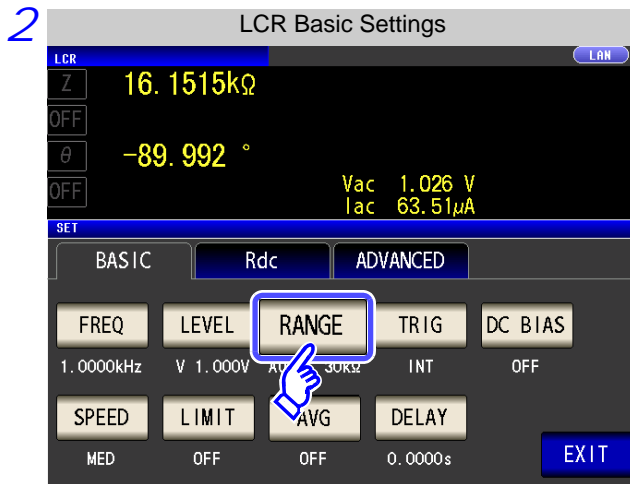 2
LCR Basic Settings
LCR
LAN
Z 16.1515kΩ
OFF
θ -89.992 °
OFF
Vac 1.026 V
Iac 63.51μA
SET
BASIC Rdc ADVANCED
FREQ LEVEL RANGE TRIG DC BIAS
1.0000kHz V 1.000V 30kΩ INT OFF
SPEED LIMIT AVG DELAY
MED OFF OFF 0.0000s
EXIT